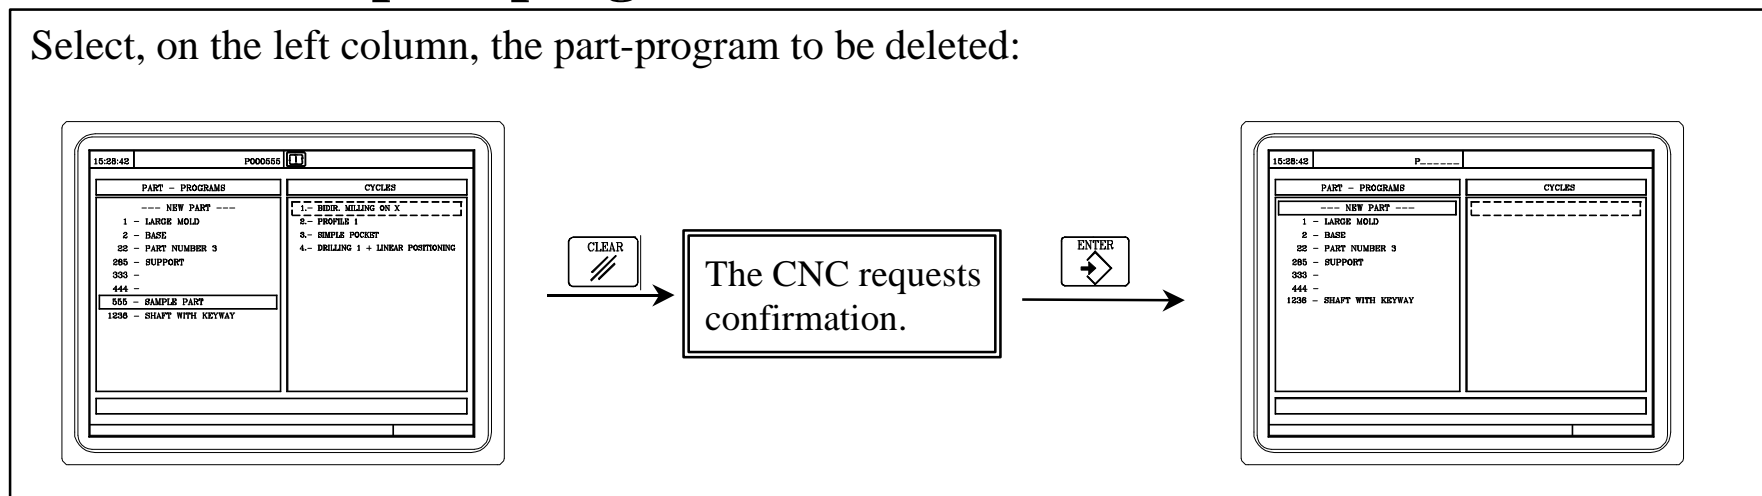 Select, on the left column, the part-program to be deleted:
15:28:42 P000555
PART - PROGRAMS CYCLES
--- NEW PART ---
1 - LARGE MOLD
2 - BASE
22 - PART NUMBER 3
265 - SUPPORT
333 -
444 -
555 - SAMPLE PART
1236 - SHAFT WITH KEYWAY
1.- BIDIR. MILLING ON X
2.- PROFILE 1
3.- SIMPLE POCKET
4.- DRILLING 1 + LINEAR POSITIONING
CLEAR
The CNC requests
confirmation.
ENTER
15:28:42 P______
PART - PROGRAMS CYCLES
--- NEW PART ---
1 - LARGE MOLD
2 - BASE
22 - PART NUMBER 3
265 - SUPPORT
333 -
444 -
1236 - SHAFT WITH KEYWAY